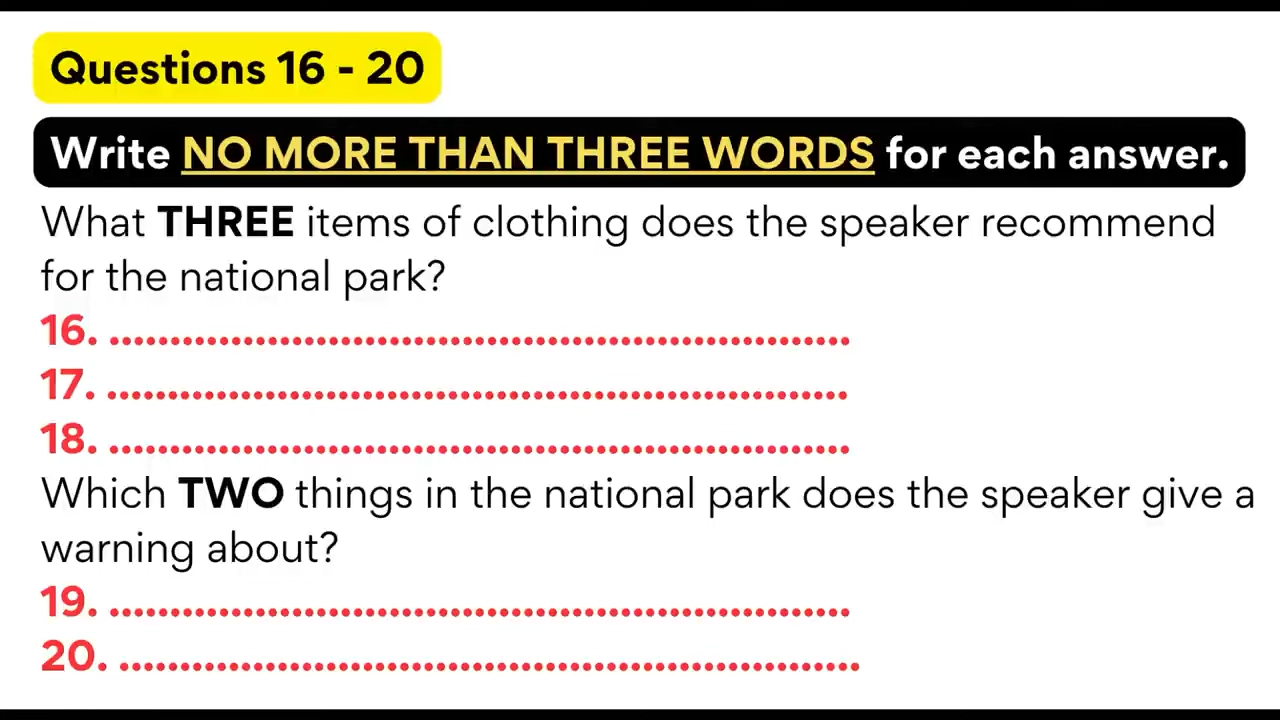 Questions 16 - 20
Write NO MORE THAN THREE WORDS for each answer.
What THREE items of clothing does the speaker recommend
for the national park?
16. ............................................................
17. ............................................................
18. ............................................................
Which TWO things in the national park does the speaker give a
warning about?
19. ............................................................
20. ............................................................